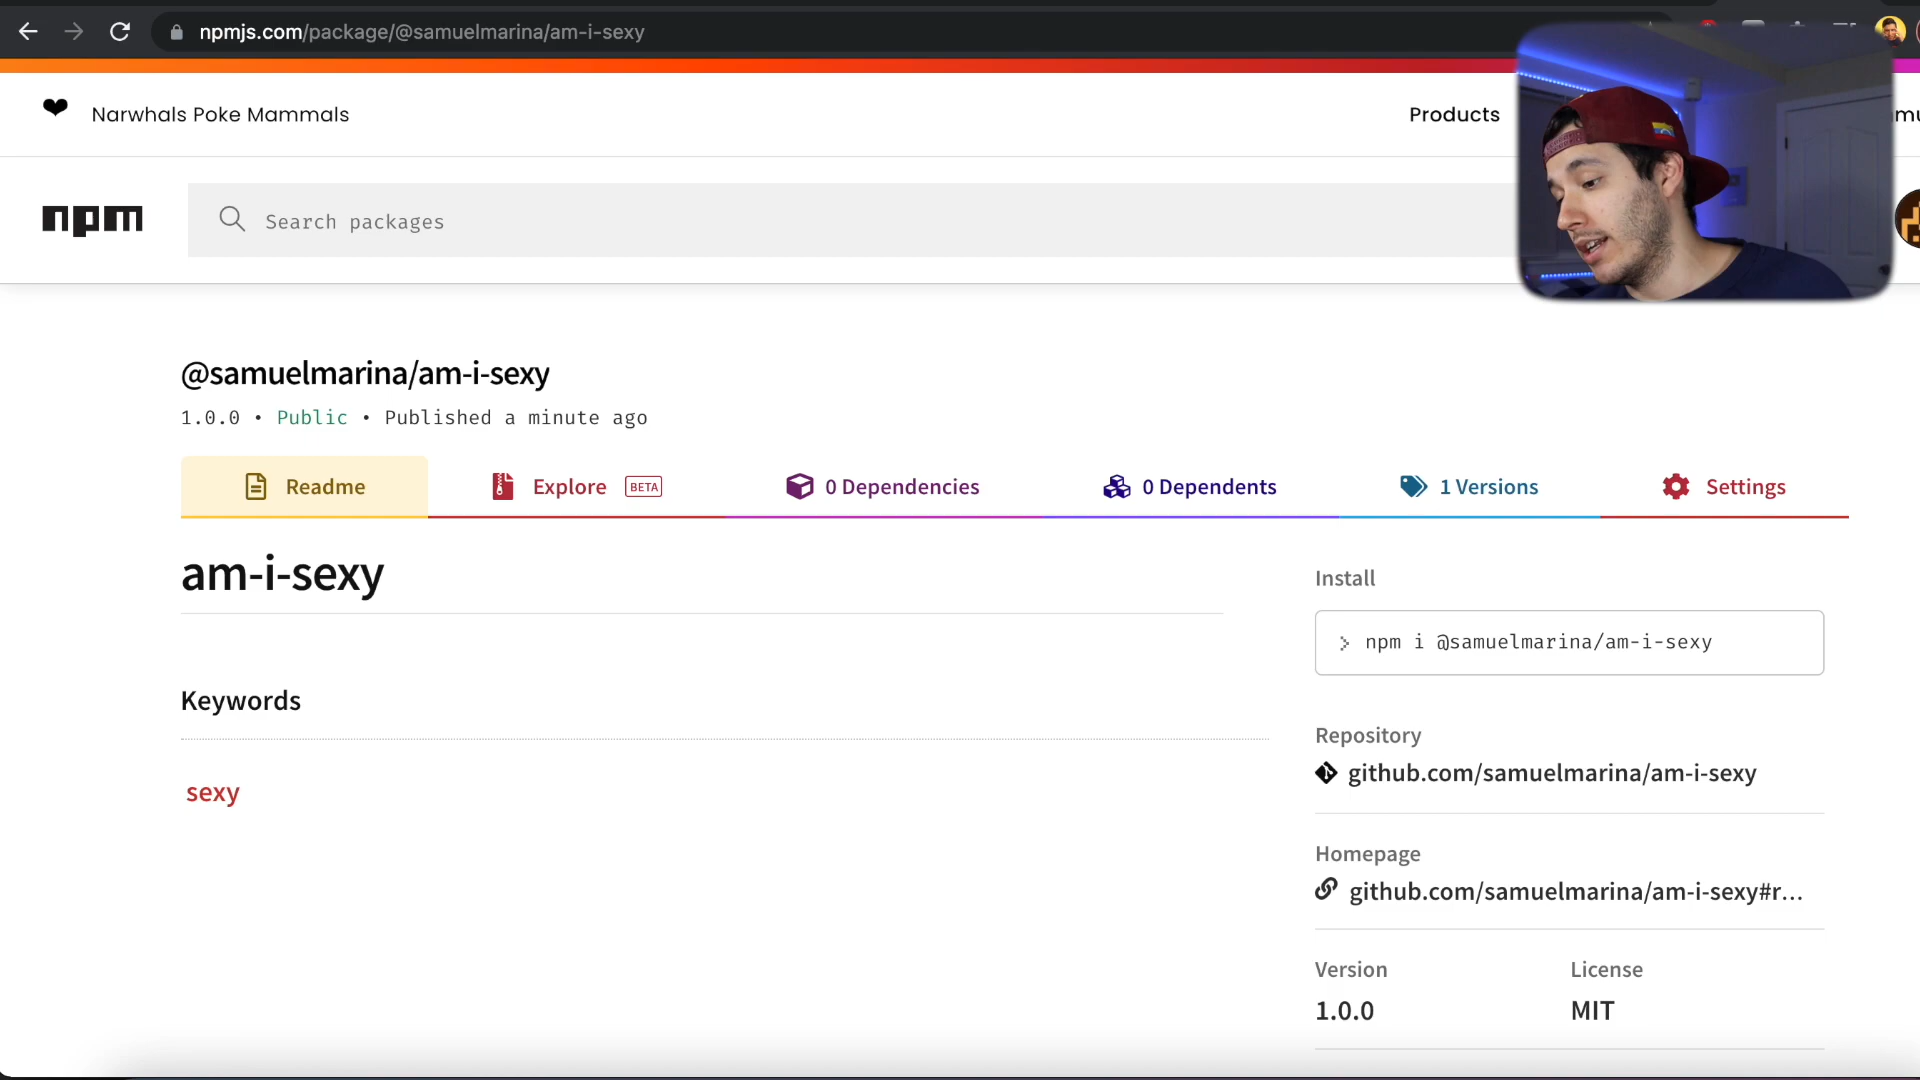 npmjs.com/package/@samuelmarina/am-i-sexy
Narwhals Poke Mammals
Products
npm
Search packages
@samuelmarina/am-i-sexy
1.0.0 • Public • Published a minute ago
Readme
Explore BETA
0 Dependencies
0 Dependents
1 Versions
Settings
am-i-sexy
Install
npm i @samuelmarina/am-i-sexy
Keywords
sexy
Repository
github.com/samuelmarina/am-i-sexy
Homepage
github.com/samuelmarina/am-i-sexy#r...
Version
License
1.0.0
MIT